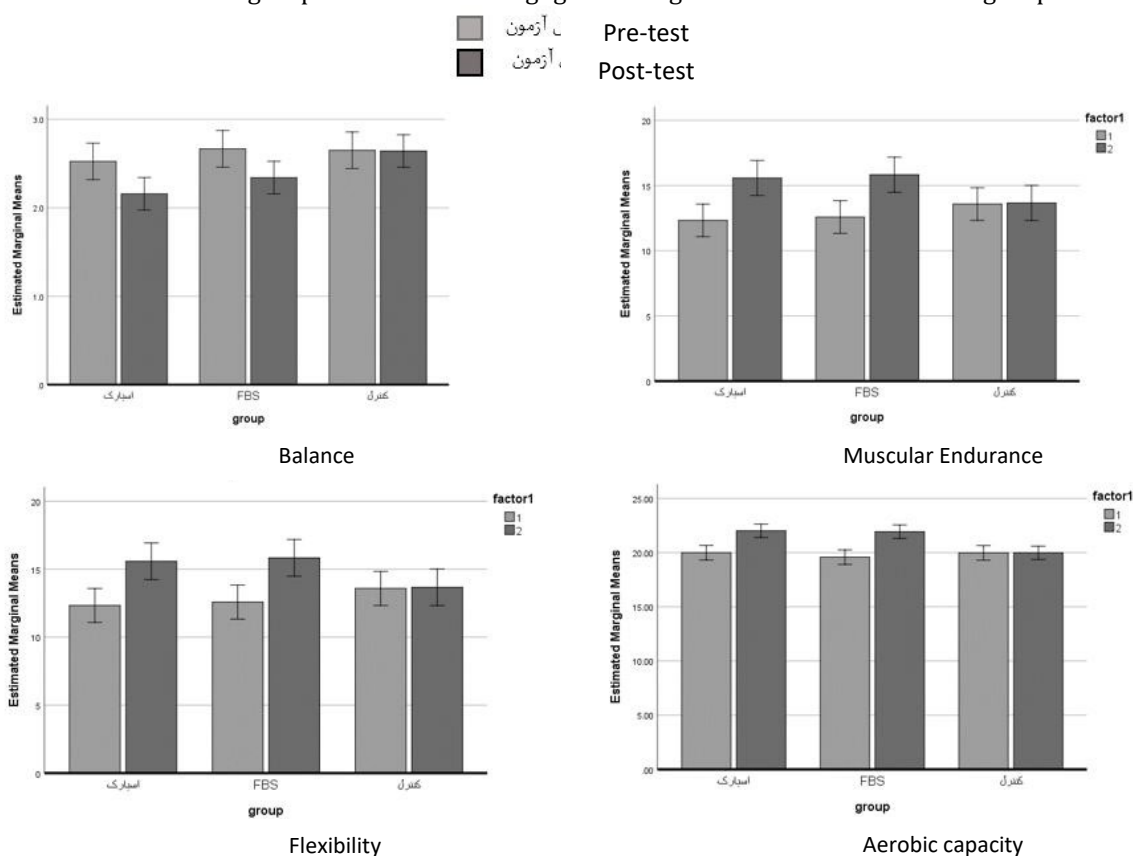 آزمون Pre-test
آزمون Post-test
3.0
2.0
1.0
.0
Estimated Marginal Means
اسپارک FBS کنترل
group
Balance
20
15
10
5
0
Estimated Marginal Means
factor1
1
2
اسپارک FBS کنترل
group
Muscular Endurance
20
15
10
5
0
Estimated Marginal Means
factor1
1
2
اسپارک FBS کنترل
group
Flexibility
25.00
20.00
15.00
10.00
5.00
.00
Estimated Marginal Means
factor1
1
2
اسپارک FBS کنترل
group
Aerobic capacity